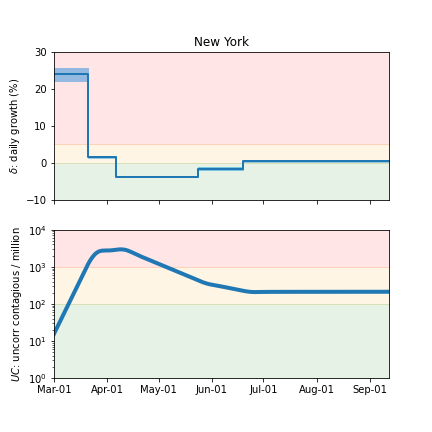 New York
30
20
10
0
−10
δ: daily growth (%)
10⁴
10³
10²
10¹
10⁰
UC: uncorr contagious / million
Mar-01 Apr-01 May-01 Jun-01 Jul-01 Aug-01 Sep-01